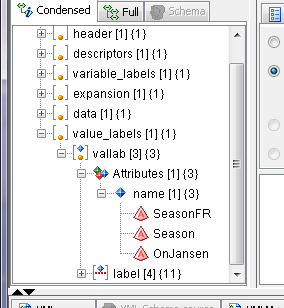 Condensed Full Schema
header [1] {1}
descriptors [1] {1}
variable_labels [1] {1}
expansion [1] {1}
data [1] {1}
value_labels [1] {1}
vallab [3] {3}
Attributes [1] {3}
name [1] {3}
SeasonFR
Season
OnJansen
label [4] {11}